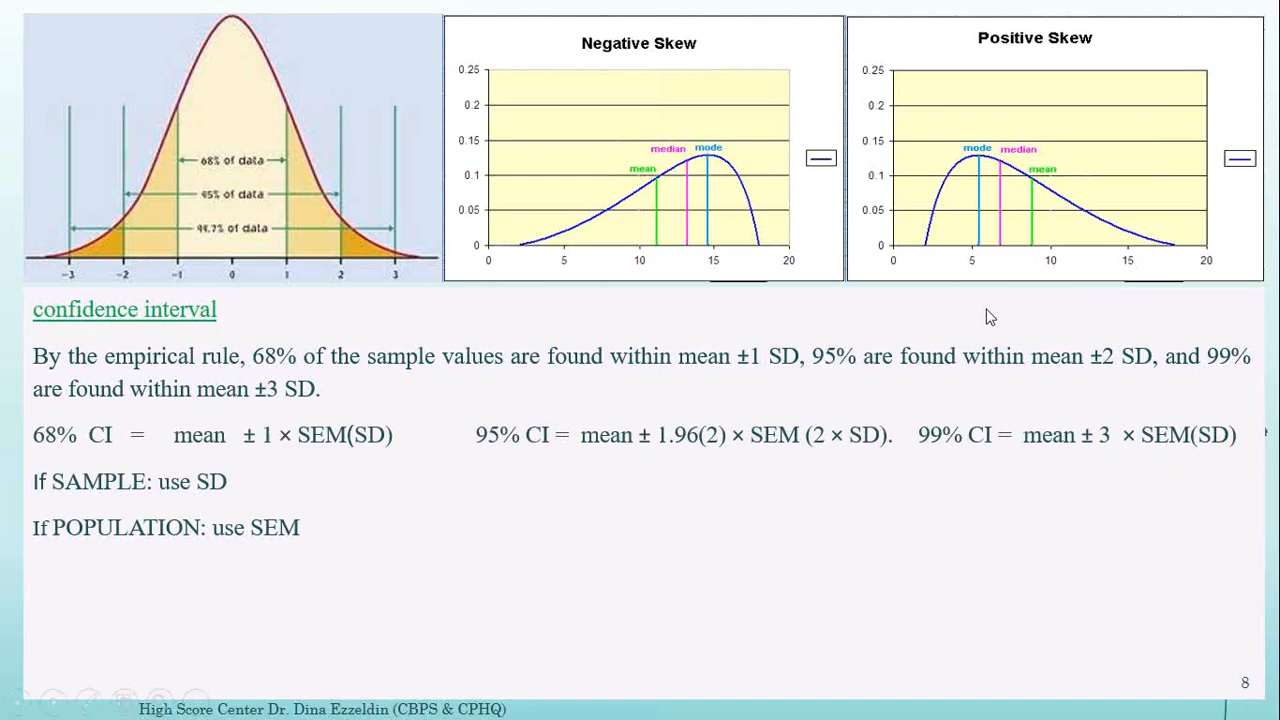 68% of data
95% of data
99.7% of data
-3 -2 -1 0 1 2 3
Negative Skew
0.25
0.2
0.15
0.1
0.05
0
mean
median
mode
0 5 10 15 20
Positive Skew
0.25
0.2
0.15
0.1
0.05
0
mode
median
mean
0 5 10 15 20
confidence interval
By the empirical rule, 68% of the sample values are found within mean ±1 SD, 95% are found within mean ±2 SD, and 99%
are found within mean ±3 SD.
68% CI = mean ± 1 × SEM(SD) 95% CI = mean ± 1.96(2) × SEM (2 × SD). 99% CI = mean ± 3 × SEM(SD)
If SAMPLE: use SD
If POPULATION: use SEM
8
High Score Center Dr. Dina Ezzeldin (CBPS & CPHQ)